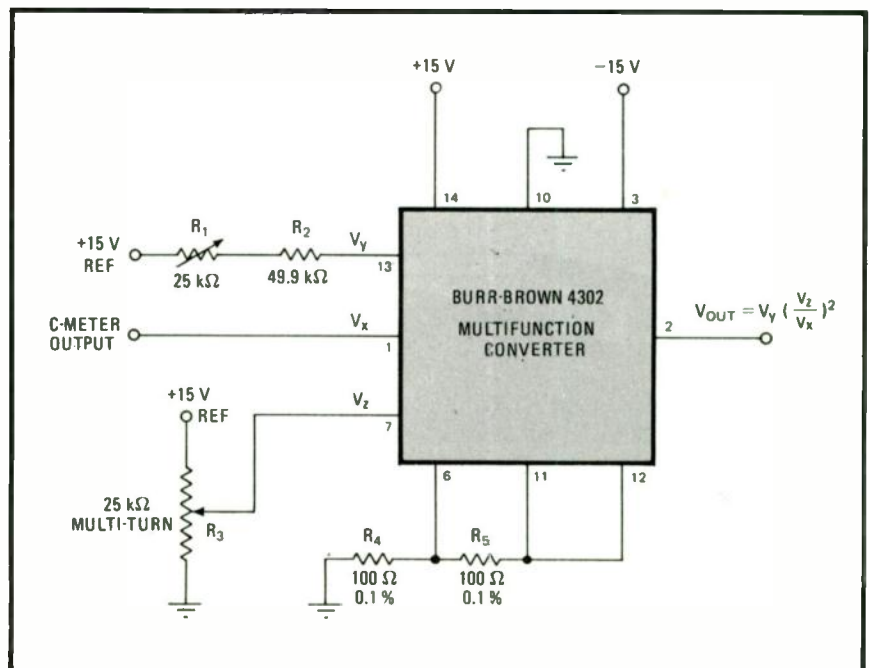 +15 V
−15 V
14
10
3
+15 V
REF
R₁
25 kΩ
R₂
49.9 kΩ
Vy
13
C-METER
OUTPUT
Vx
1
BURR-BROWN 4302
MULTIFUNCTION
CONVERTER
2
VOUT = Vy (Vz/Vx)²
+15 V
REF
Vz
7
25 kΩ
MULTI-TURN
R₃
6
11
12
R₄
100 Ω
0.1 %
R₅
100 Ω
0.1 %